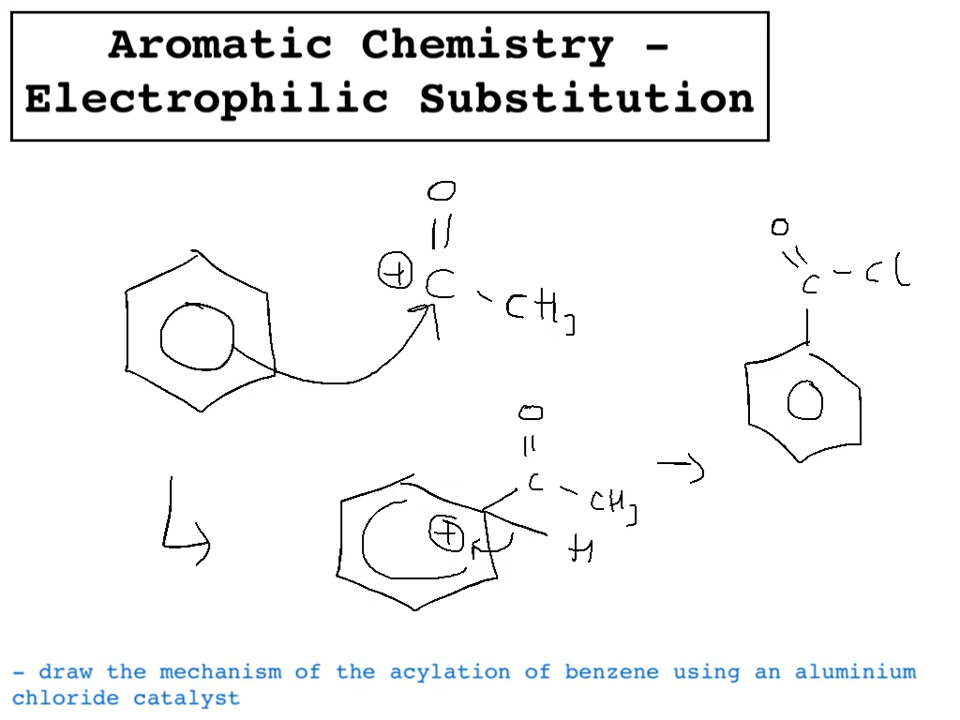 Aromatic Chemistry -
Electrophilic Substitution
O
+ C - CH3
O
C - Cl
O
C - CH3
+
H
- draw the mechanism of the acylation of benzene using an aluminium
chloride catalyst